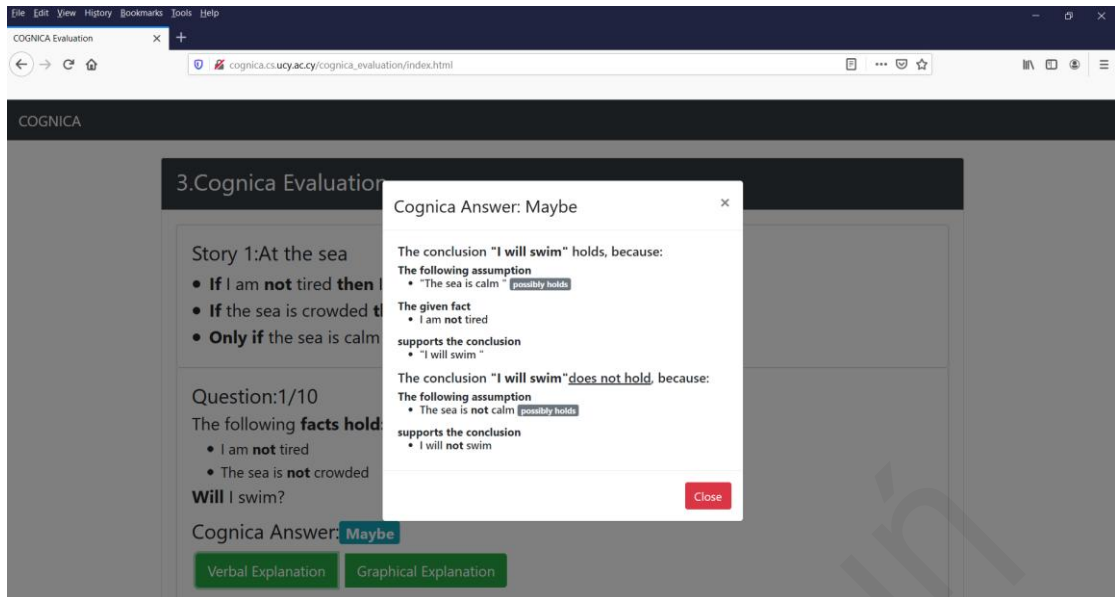 File Edit View History Bookmarks Tools Help
COGNICA Evaluation
cognica.cs.ucy.ac.cy/cognica_evaluation/index.html
COGNICA
3.Cognica Evaluation
Story 1:At the sea
If I am not tired then I
If the sea is crowded
Only if the sea is calm
Question:1/10
The following facts hold:
I am not tired
The sea is not crowded
Will I swim?
Cognica Answer: Maybe
Verbal Explanation Graphical Explanation
Cognica Answer: Maybe ×
The conclusion "I will swim" holds, because:
The following assumption
"The sea is calm " possibly holds
The given fact
I am not tired
supports the conclusion
"I will swim "
The conclusion "I will swim"does not hold, because:
The following assumption
The sea is not calm possibly holds
supports the conclusion
I will not swim
Close